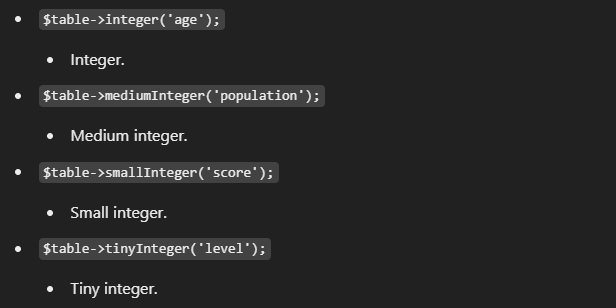 $table->integer('age');
Integer.
$table->mediumInteger('population');
Medium integer.
$table->smallInteger('score');
Small integer.
$table->tinyInteger('level');
Tiny integer.